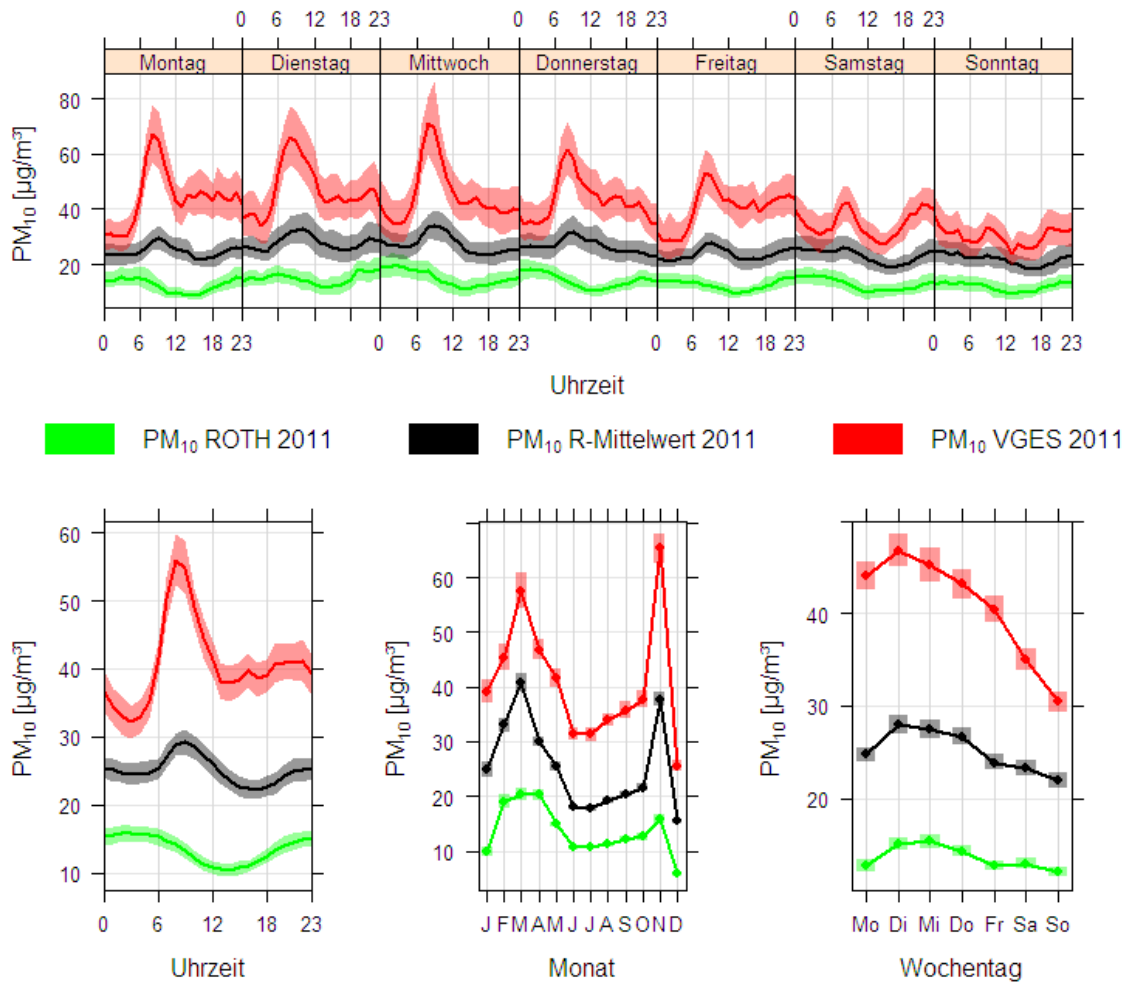 0 6 12 18 23 0 6 12 18 23 0 6 12 18 23
Montag Dienstag Mittwoch Donnerstag Freitag Samstag Sonntag
80
60
40
20
PM₁₀ [µg/m³]
0 6 12 18 23 0 6 12 18 23 0 6 12 18 23 0 6 12 18 23
Uhrzeit
PM₁₀ ROTH 2011 PM₁₀ R-Mittelwert 2011 PM₁₀ VGES 2011
60
50
40
30
20
10
PM₁₀ [µg/m³]
0 6 12 18 23
Uhrzeit
60
50
40
30
20
10
PM₁₀ [µg/m³]
J F M A M J J A S O N D
Monat
40
30
20
PM₁₀ [µg/m³]
Mo Di Mi Do Fr Sa So
Wochentag